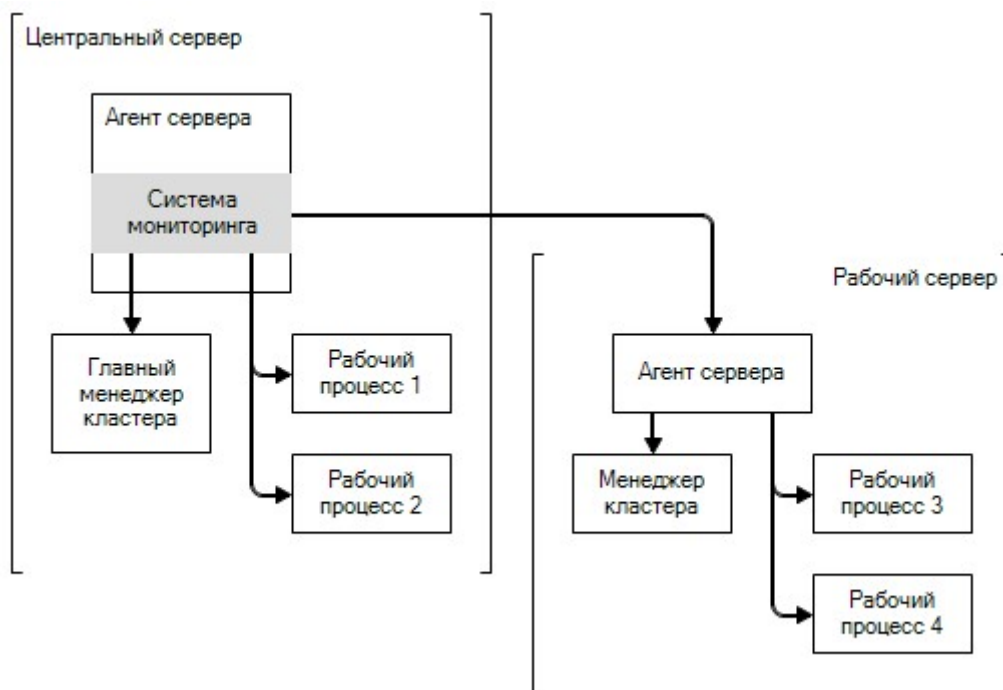 Центральный сервер
Агент сервера
Система
мониторинга
Главный
менеджер
кластера
Рабочий
процесс 1
Рабочий
процесс 2
Рабочий сервер
Агент сервера
Менеджер
кластера
Рабочий
процесс 3
Рабочий
процесс 4